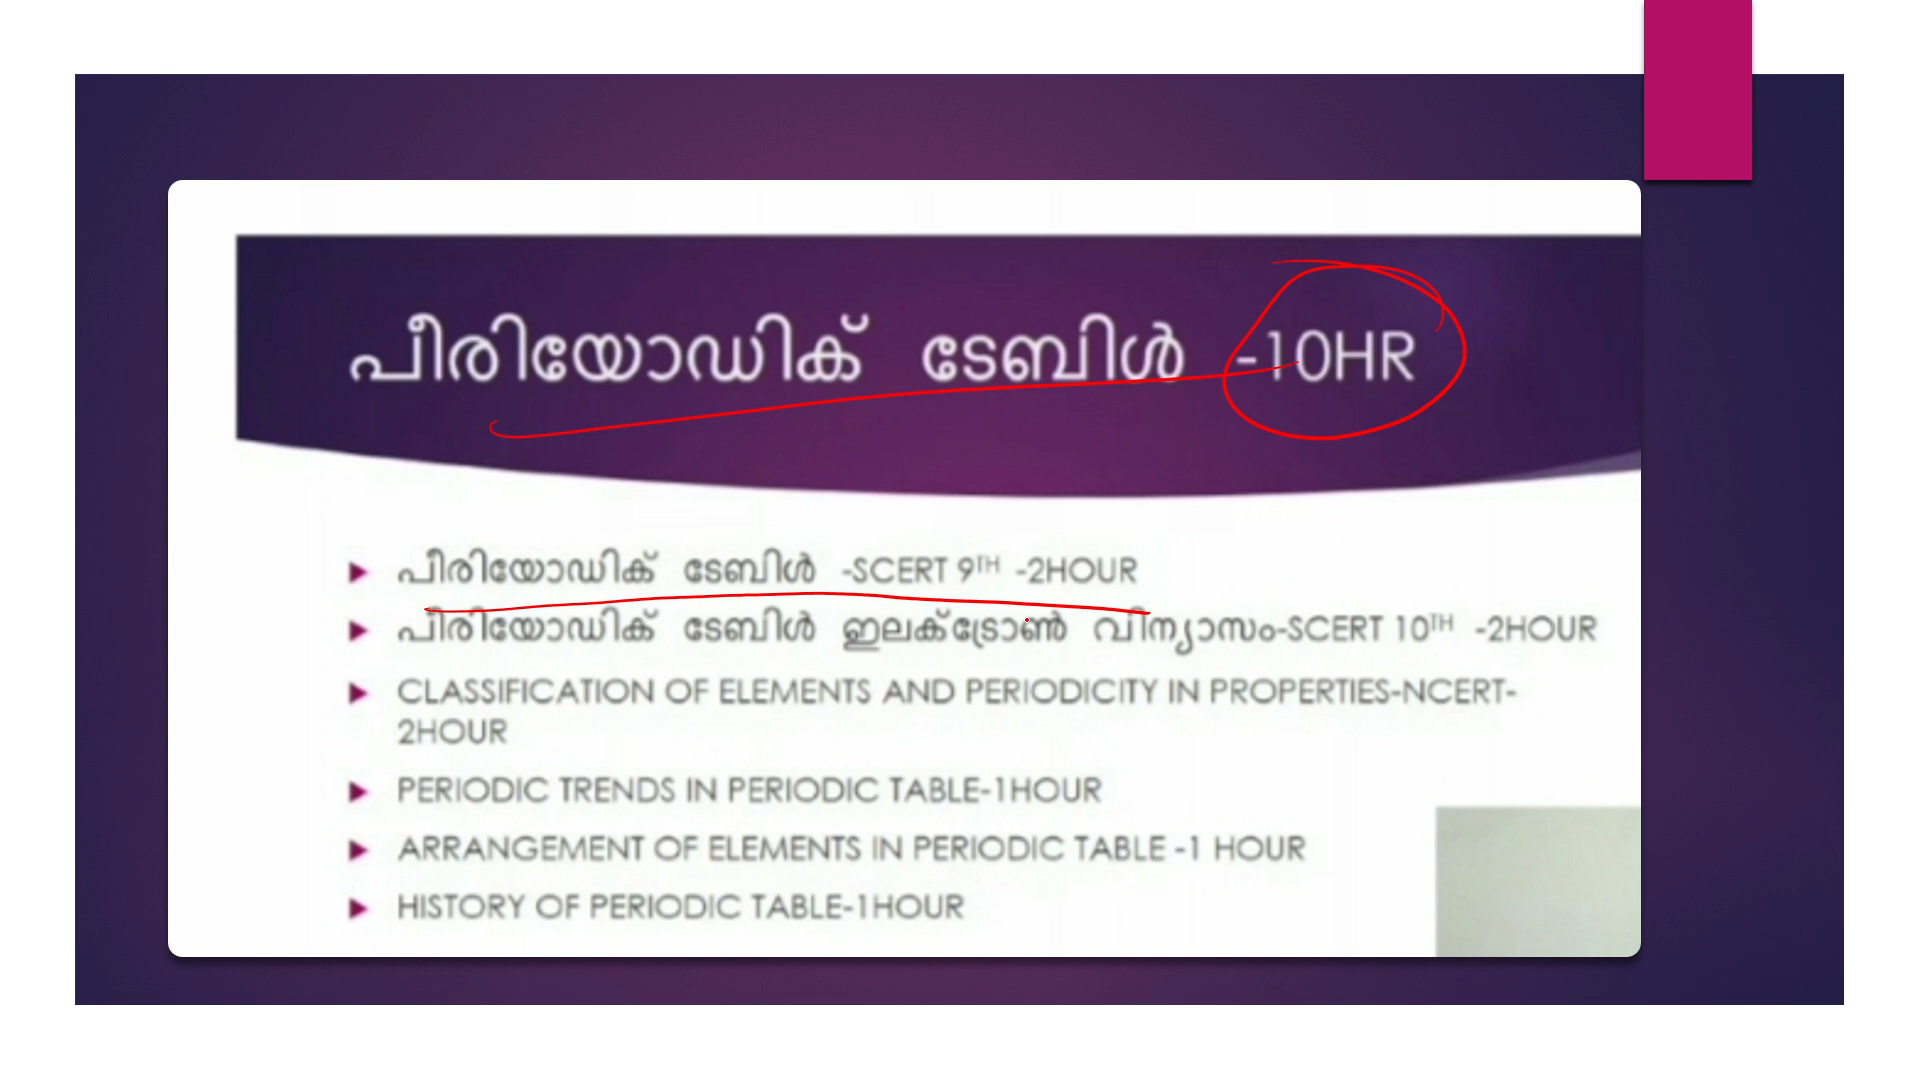 പീരിയോഡിക് ടേബിൾ -10HR
പീരിയോഡിക് ടേബിൾ -SCERT 9TH -2HOUR
പീരിയോഡിക് ടേബിൾ ഇലക്ട്രോൺ വിന്യാസം-SCERT 10TH -2HOUR
CLASSIFICATION OF ELEMENTS AND PERIODICITY IN PROPERTIES-NCERT-
2HOUR
PERIODIC TRENDS IN PERIODIC TABLE-1HOUR
ARRANGEMENT OF ELEMENTS IN PERIODIC TABLE -1 HOUR
HISTORY OF PERIODIC TABLE-1HOUR